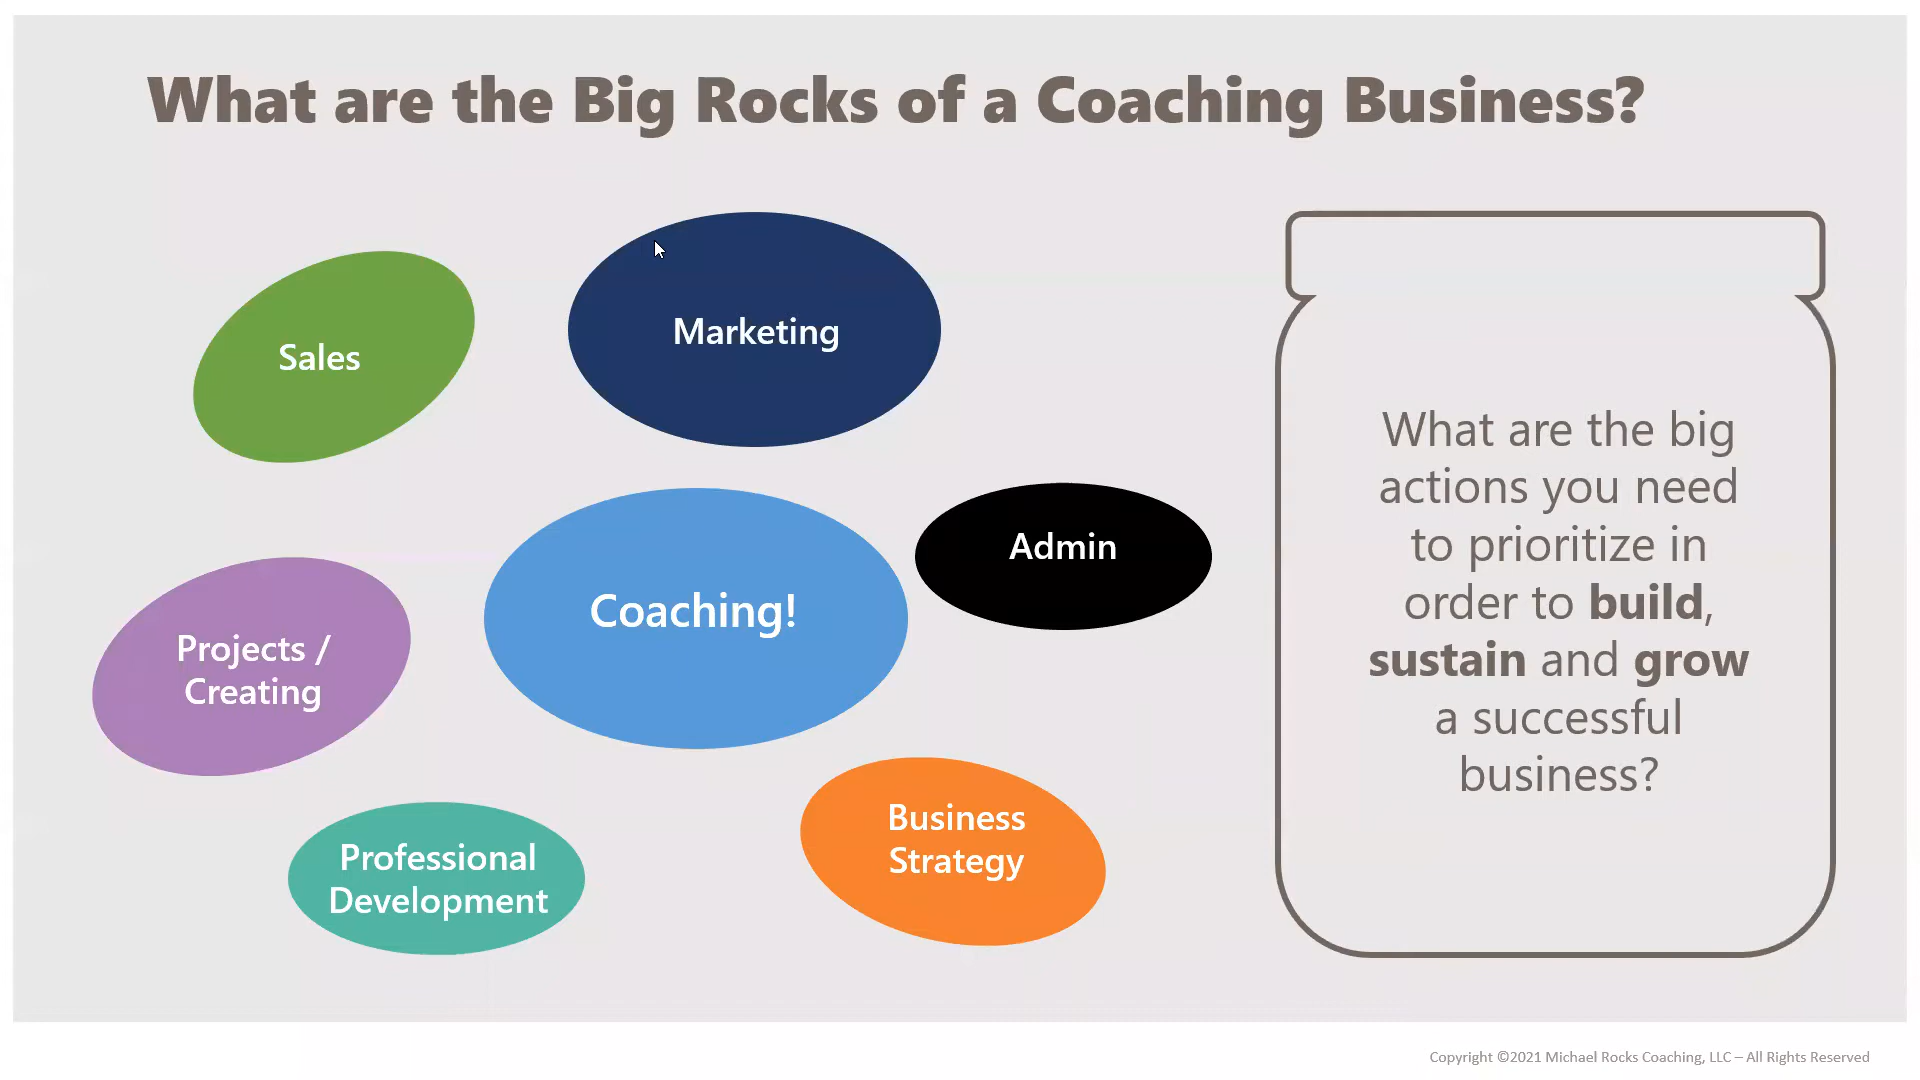 What are the Big Rocks of a Coaching Business?
Sales
Marketing
Admin
Coaching!
Projects /
Creating
Professional
Development
Business
Strategy
What are the big
actions you need
to prioritize in
order to build,
sustain and grow
a successful
business?
Copyright ©2021 Michael Rocks Coaching, LLC – All Rights Reserved